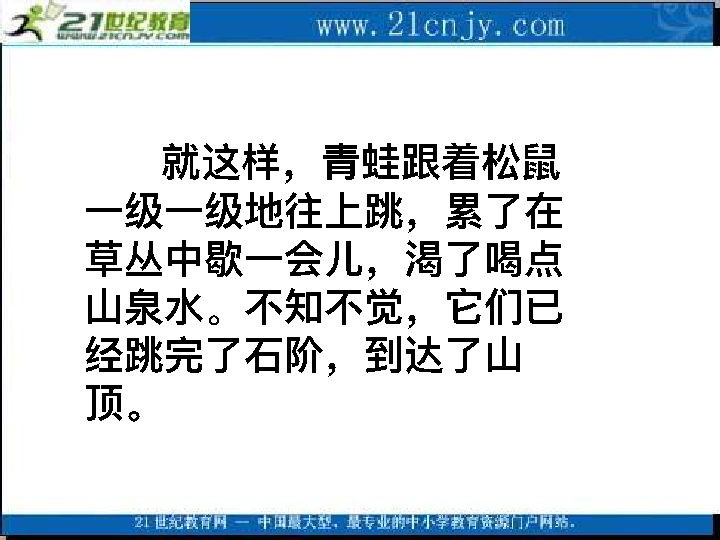 21世纪教育
WWW.21CNJY.COM
www.21cnjy.com
就这样，青蛙跟着松鼠
一级一级地往上跳，累了在
草丛中歇一会儿，渴了喝点
山泉水。不知不觉，它们已
经跳完了石阶，到达了山
顶。
21世纪教育网 -- 中国最大型、最专业的中小学教育资源门户网站.